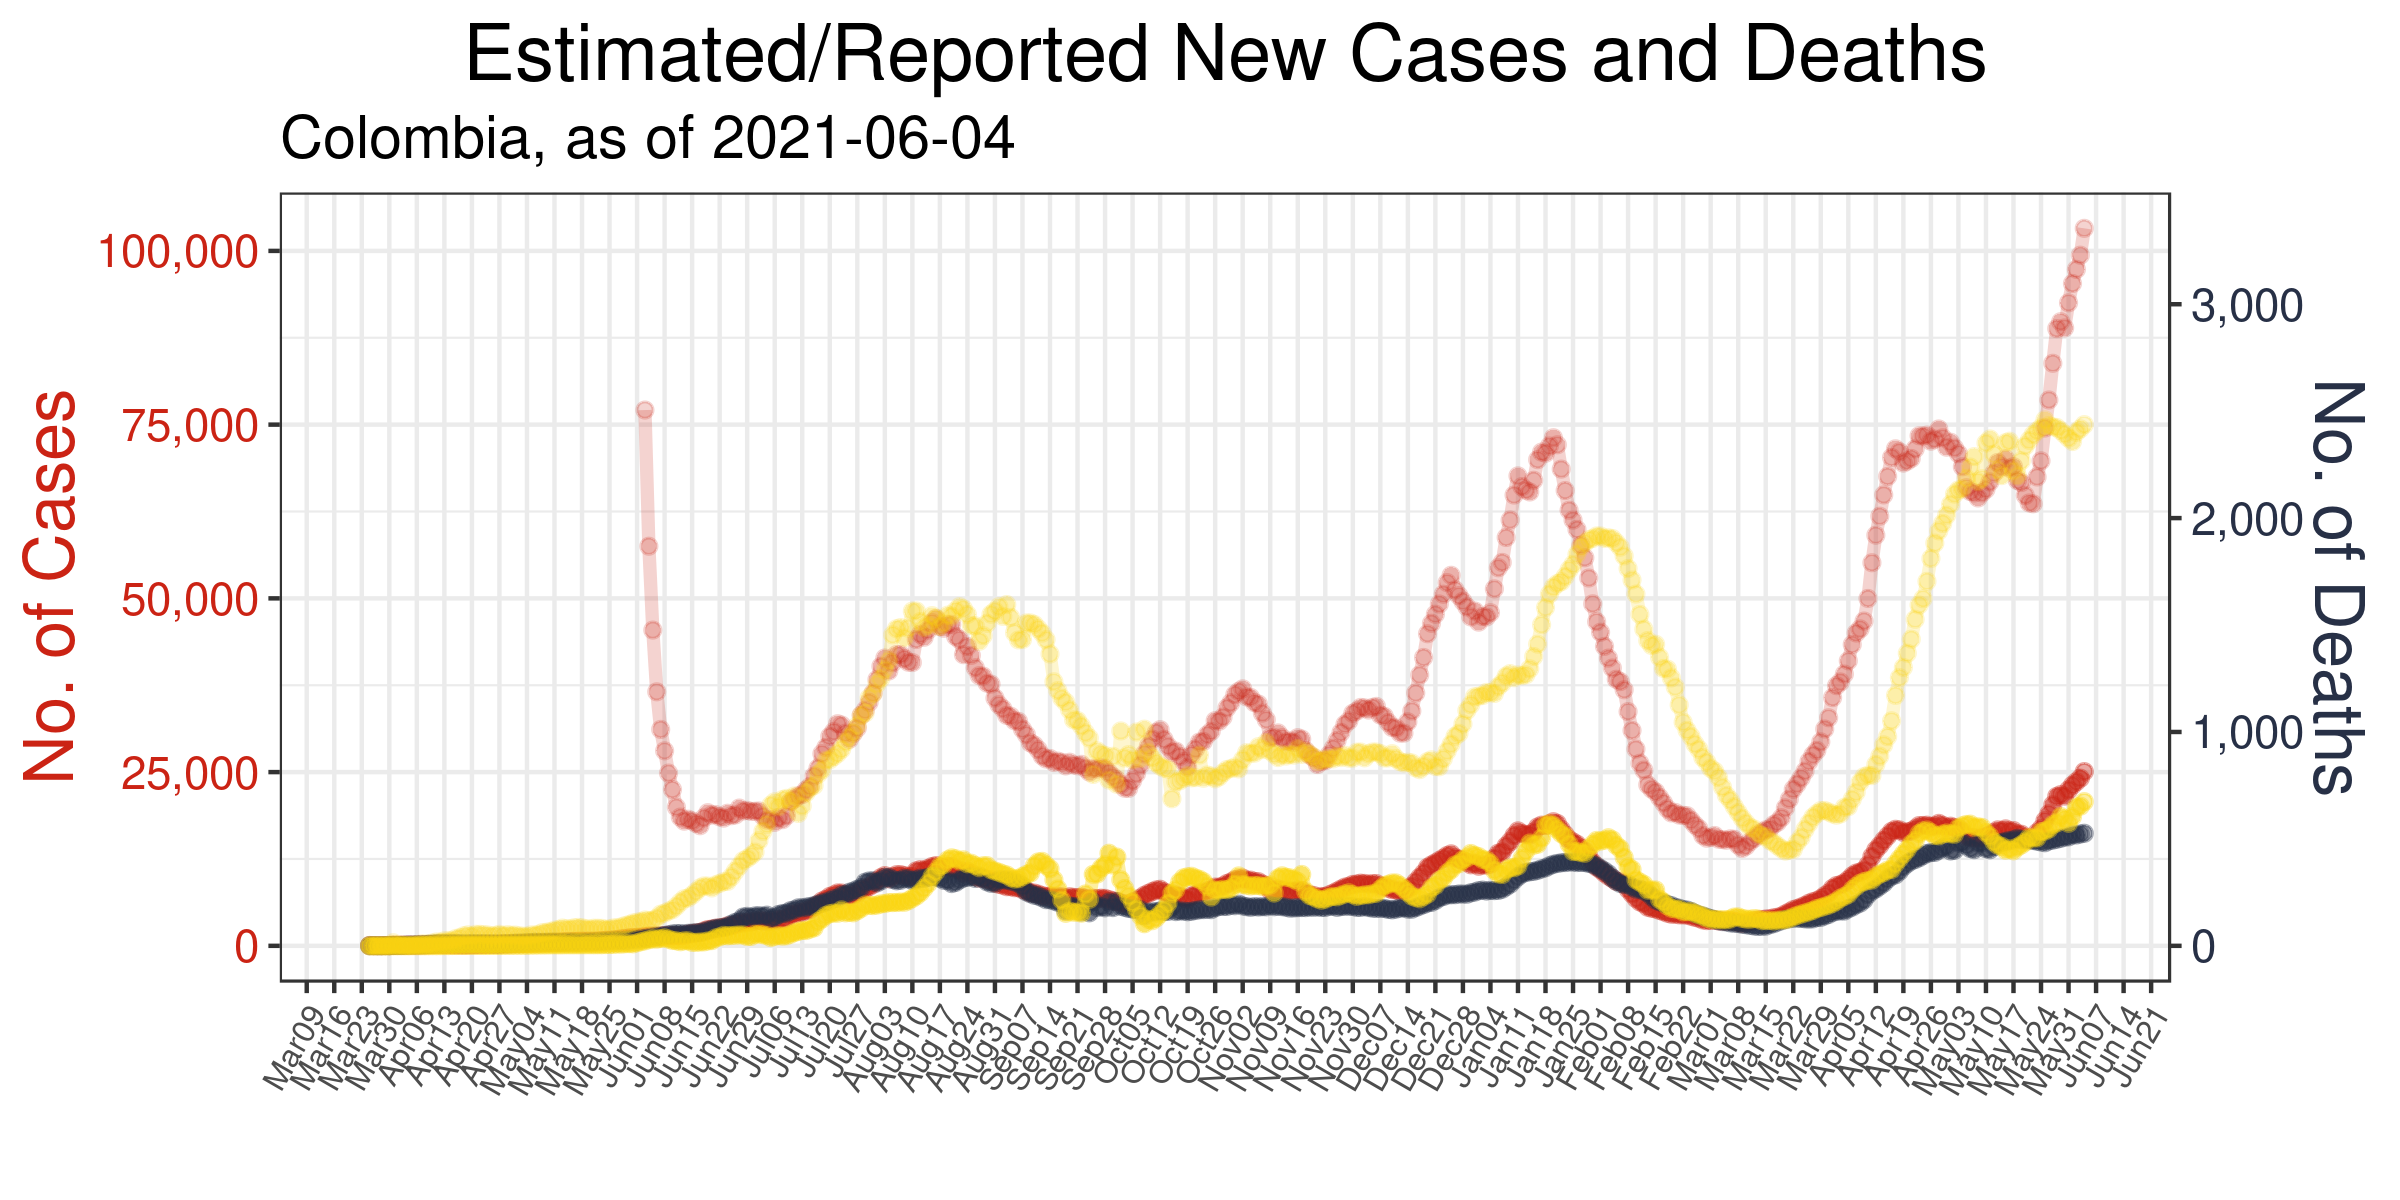 Estimated/Reported New Cases and Deaths
Colombia, as of 2021-06-04
No. of Cases
100,000
75,000
50,000
25,000
0
3,000
2,000
1,000
0
No. of Deaths
Mar09
Mar16
Mar23
Mar30
Apr06
Apr13
Apr20
Apr27
May04
May11
May18
May25
Jun01
Jun08
Jun15
Jun22
Jun29
Jul06
Jul13
Jul20
Jul27
Aug03
Aug10
Aug17
Aug24
Aug31
Sep07
Sep14
Sep21
Sep28
Oct05
Oct12
Oct19
Oct26
Nov02
Nov09
Nov16
Nov23
Nov30
Dec07
Dec14
Dec21
Dec28
Jan04
Jan11
Jan18
Jan25
Feb01
Feb08
Feb15
Feb22
Mar01
Mar08
Mar15
Mar22
Mar29
Apr05
Apr12
Apr19
Apr26
May03
May10
May17
May24
May31
Jun07
Jun14
Jun21